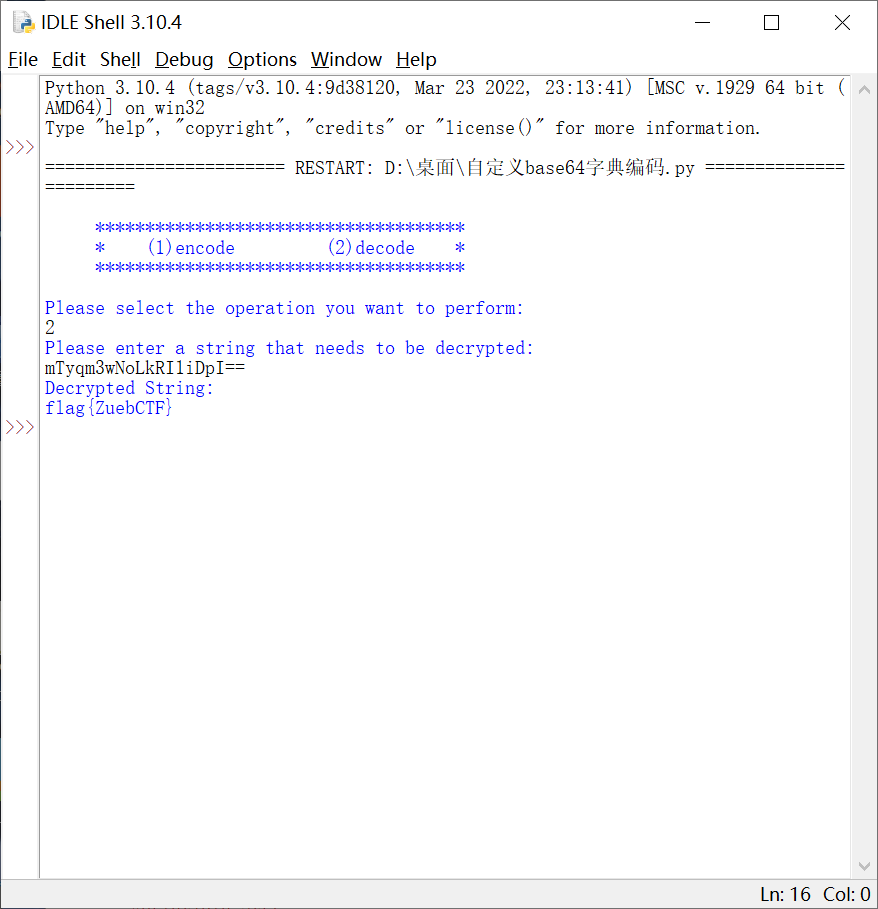 IDLE Shell 3.10.4
File Edit Shell Debug Options Window Help
Python 3.10.4 (tags/v3.10.4:9d38120, Mar 23 2022, 23:13:41) [MSC v.1929 64 bit (
AMD64)] on win32
Type "help", "copyright", "credits" or "license()" for more information.
>>>
======================== RESTART: D:\桌面\自定义base64字典编码.py ==============
=========
*************************************
* (1)encode (2)decode *
*************************************
Please select the operation you want to perform:
2
Please enter a string that needs to be decrypted:
mTyqm3wNoLkRI1iDpI==
Decrypted String:
flag{ZuebCTF}
>>>
Ln: 16 Col: 0